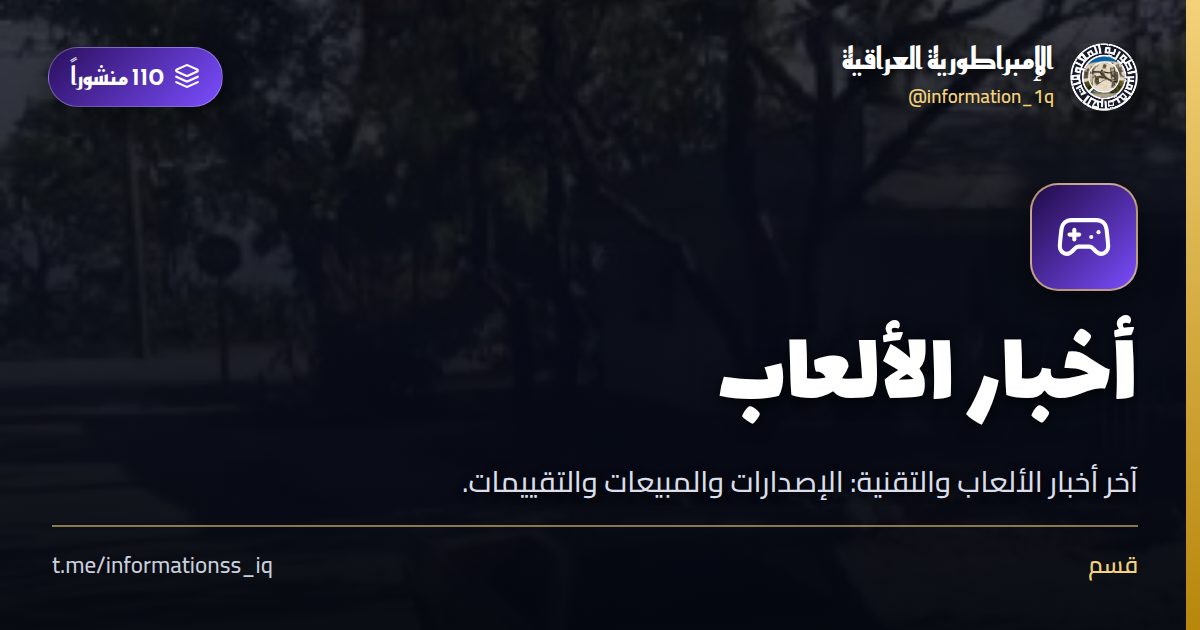 الإمبراطورية العراقية
@information_1q
110 منشوراً
أخبار الألعاب
آخر أخبار الألعاب والتقنية: الإصدارات والمبيعات والتقييمات.
قسم
t.me/informationss_iq